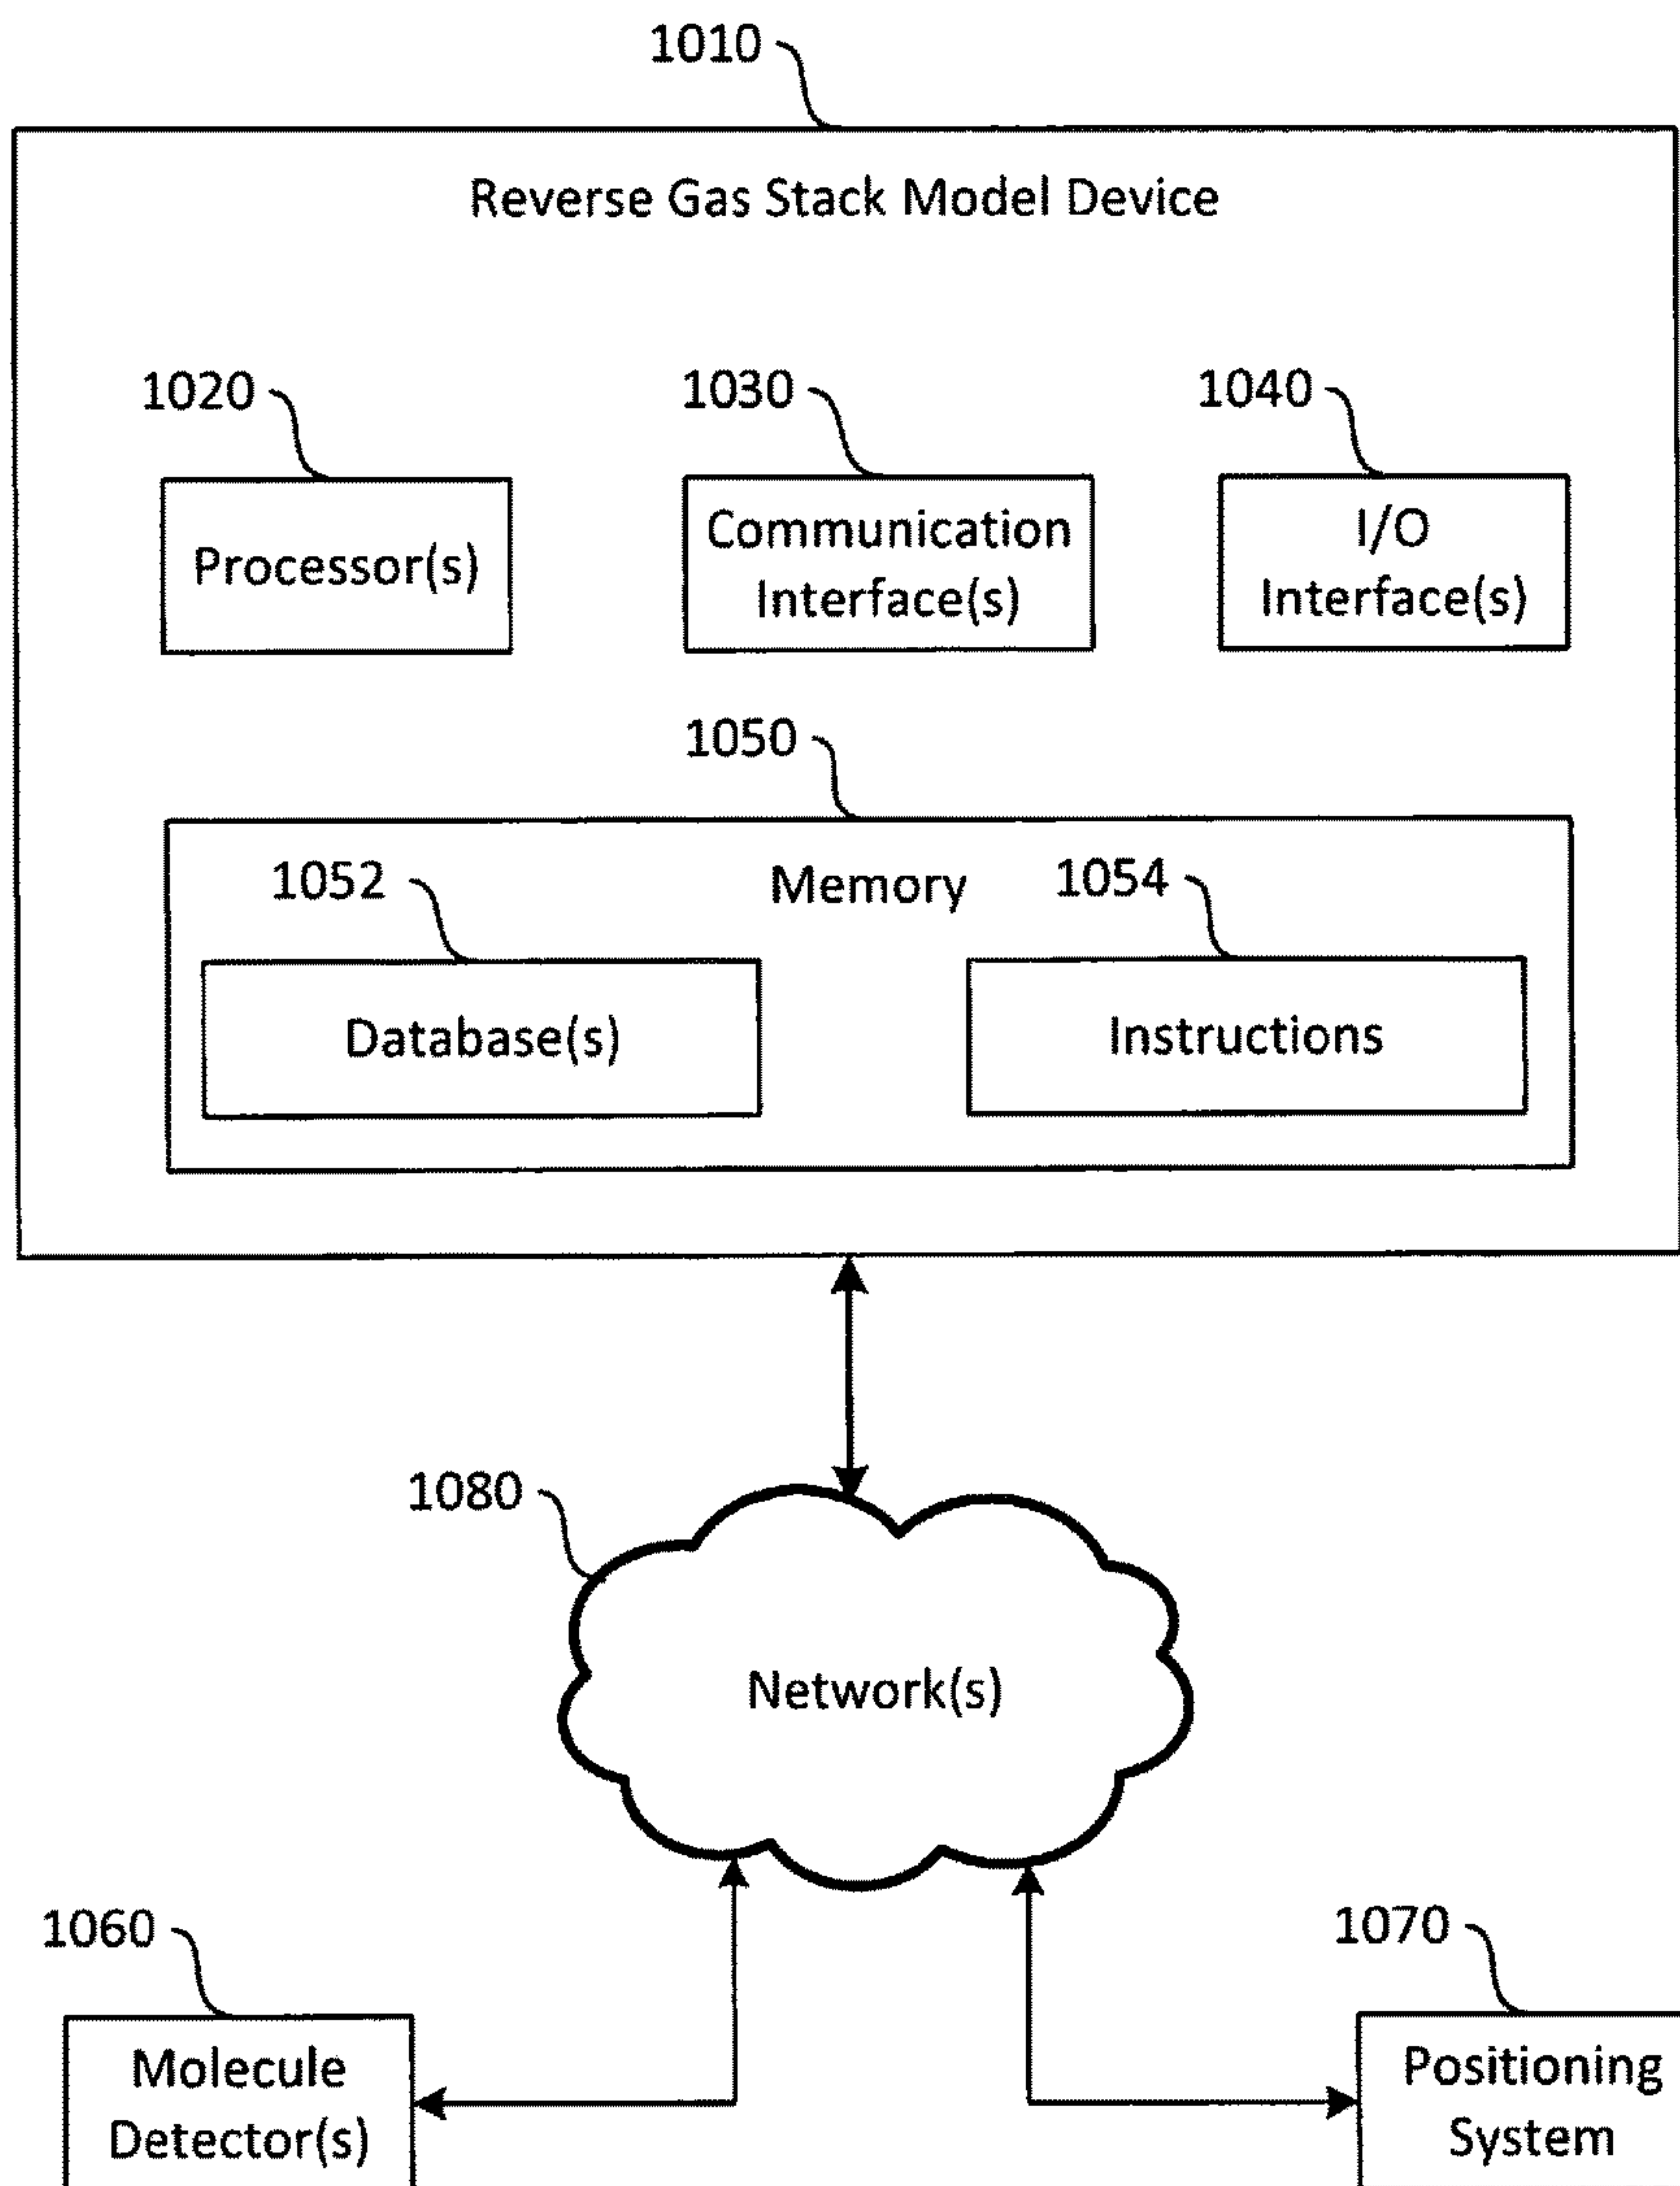 1010
Reverse Gas Stack Model Device
1020
1030
1040
Processor(s)
Communication
Interface(s)
I/O
Interface(s)
1050
1052
Memory
1054
Database(s)
Instructions
1080
Network(s)
1060
1070
Molecule
Detector(s)
Positioning
System